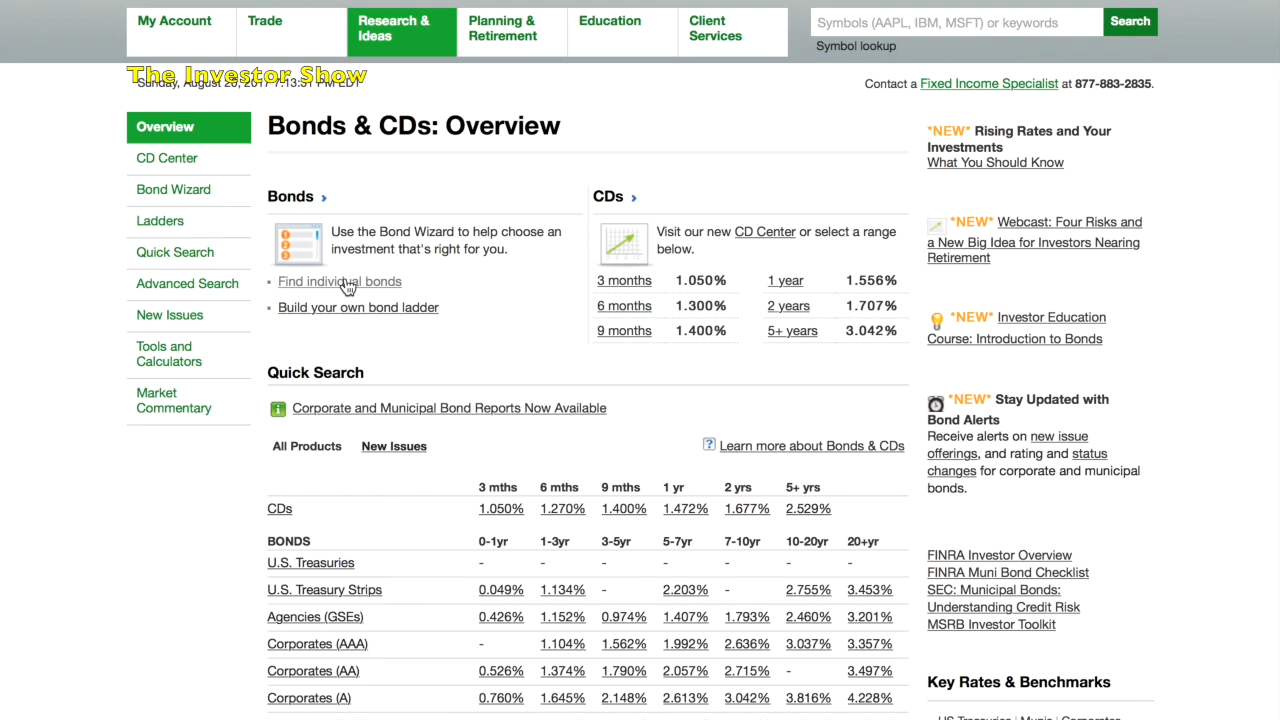 My Account
Trade
Research &
Ideas
Planning &
Retirement
Education
Client
Services
Symbols (AAPL, IBM, MSFT) or keywords
Search
Symbol lookup
The Investor Show
Sunday, August 20, 2017 7:13:31 PM EDT
Contact a Fixed Income Specialist at 877-883-2835.
Overview
CD Center
Bond Wizard
Ladders
Quick Search
Advanced Search
New Issues
Tools and
Calculators
Market
Commentary
Bonds & CDs: Overview
Bonds ›
Use the Bond Wizard to help choose an
investment that's right for you.
Find individual bonds
Build your own bond ladder
CDs ›
Visit our new CD Center or select a range
below.
3 months 1.050% 1 year 1.556%
6 months 1.300% 2 years 1.707%
9 months 1.400% 5+ years 3.042%
Quick Search
Corporate and Municipal Bond Reports Now Available
All Products New Issues
Learn more about Bonds & CDs
3 mths 6 mths 9 mths 1 yr 2 yrs 5+ yrs
CDs 1.050% 1.270% 1.400% 1.472% 1.677% 2.529%
BONDS 0-1yr 1-3yr 3-5yr 5-7yr 7-10yr 10-20yr 20+yr
U.S. Treasuries - - - - - - -
U.S. Treasury Strips 0.049% 1.134% - 2.203% - 2.755% 3.453%
Agencies (GSEs) 0.426% 1.152% 0.974% 1.407% 1.793% 2.460% 3.201%
Corporates (AAA) - 1.104% 1.562% 1.992% 2.636% 3.037% 3.357%
Corporates (AA) 0.526% 1.374% 1.790% 2.057% 2.715% - 3.497%
Corporates (A) 0.760% 1.645% 2.148% 2.613% 3.042% 3.816% 4.228%
*NEW* Rising Rates and Your
Investments
What You Should Know
*NEW* Webcast: Four Risks and
a New Big Idea for Investors Nearing
Retirement
*NEW* Investor Education
Course: Introduction to Bonds
*NEW* Stay Updated with
Bond Alerts
Receive alerts on new issue
offerings, and rating and status
changes for corporate and municipal
bonds.
FINRA Investor Overview
FINRA Muni Bond Checklist
SEC: Municipal Bonds:
Understanding Credit Risk
MSRB Investor Toolkit
Key Rates & Benchmarks
US Treasuries | Munis | Corporates